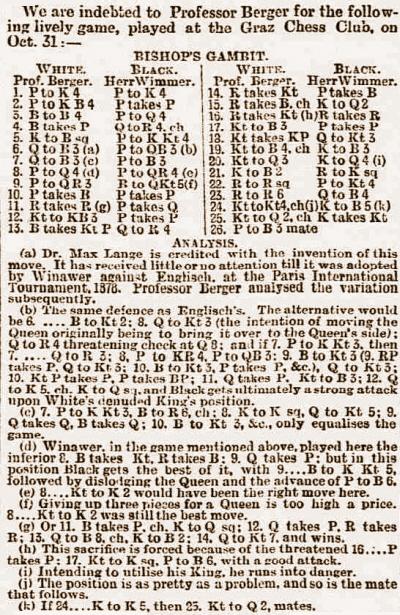 We are indebted to Professor Berger for the follow-
ing lively game, played at the Graz Chess Club, on
Oct. 31:—
BISHOP'S GAMBIT.
WHITE. BLACK.
Prof. Berger. Herr Wimmer.
1. P to K 4 P to K 4
2. P to K B 4 P takes P
3. B to B 4 P to Q 4
4. B takes P Q to R 4, ch
5. K to B sq P to K Kt 4
6. Q to B 3 (a) P to QB 3 (b)
7. Q to B 3 (c) P to B 3
8. P to Q 4 (d) P to QR 4 (e)
9. P to QR 3 R to QKt5(f)
10. P takes R P takes P
11. R takes R (g) P takes Q
12. Kt to KB 3 P takes P
13. B takes Kt P Q to R 4
WHITE. BLACK.
Prof. Berger. Herr Wimmer.
14. R takes Kt P takes B
15. R takes B, ch K to Q2
16. R takes Kt (h) R takes R
17. Kt to B 3 P takes P
18. Kt takes KP Q to Kt 3
19. K to B 4, ch K to B 3
20. Kt to Q 3 K to Q 4 (i)
21. K to B 2 R to K sq
22. R to R sq P to Kt 4
23. R to R 6 Q to R 4
24. Kt to Kt 4, ch(j) K to B 5 (k)
25. Kt to Q 2, ch K takes Kt
26. P to B 3 mate
ANALYSIS.
(a) Dr. Max Lange is credited with the invention of this
move. It has received little or no attention till it was adopted
by Winawer against Englisch, at the Paris International
Tournament, 1878. Professor Berger analysed the variation
subsequently.
(b) The same defence as Englisch's. The alternative would
be 6. .... B to Kt 2; 8. Q to Kt 3 (the intention of moving the
Queen originally being to bring it over to the Queen's side);
Q to R 4 threatening check at Q 8; and if 7. P to K Kt 3, then
7. .... Q to R 3; 8, P to KR 4, P to QB 3; 9. B to Kt 3 (9. RP
takes P, Q to Kt 3; 10. B to Kt 3, P takes P, &c.), Q to Kt 3;
10. Kt P takes P, P takes BP; 11. Q takes P, Kt to B 3; 12. Q
to K 5, ch, K to Q sq, and Black gets ultimately a strong attack
upon White's denuded King's position.
(c) 7. P to K Kt 3, B to R 6, ch; 8. K to K sq, Q to Kt 5; 9.
Q takes Q, B takes Q; 10. B to Kt 3, &c., only equalises the
game.
(d) Winawer, in the game mentioned above, played here the
inferior 8. B takes Kt, R takes B; 9. Q takes P; but in this
position Black gets the best of it, with 9....B to K Kt 5,
followed by dislodging the Queen and the advance of P to B 6.
(e) 8....Kt to K 2 would have been the right move here.
(f) Giving up three pieces for a Queen is too high a price.
8....Kt to K 2 was still the best move.
(g) Or 11. B takes P, ch, K to Q sq; 12. Q takes P, R takes
R; 13. Q to B 8, ch, K to B 2; 14. Q to Kt 7, and wins.
(h) This sacrifice is forced because of the threatened 16....P
takes P; 17. Kt to K sq, P to B 6, with a good attack.
(i) Intending to utilise his King, he runs into danger.
(j) The position is as pretty as a problem, and so is the mate
that follows.
(k) If 24....K to K 5, then 25. Kt to Q 2, mates.